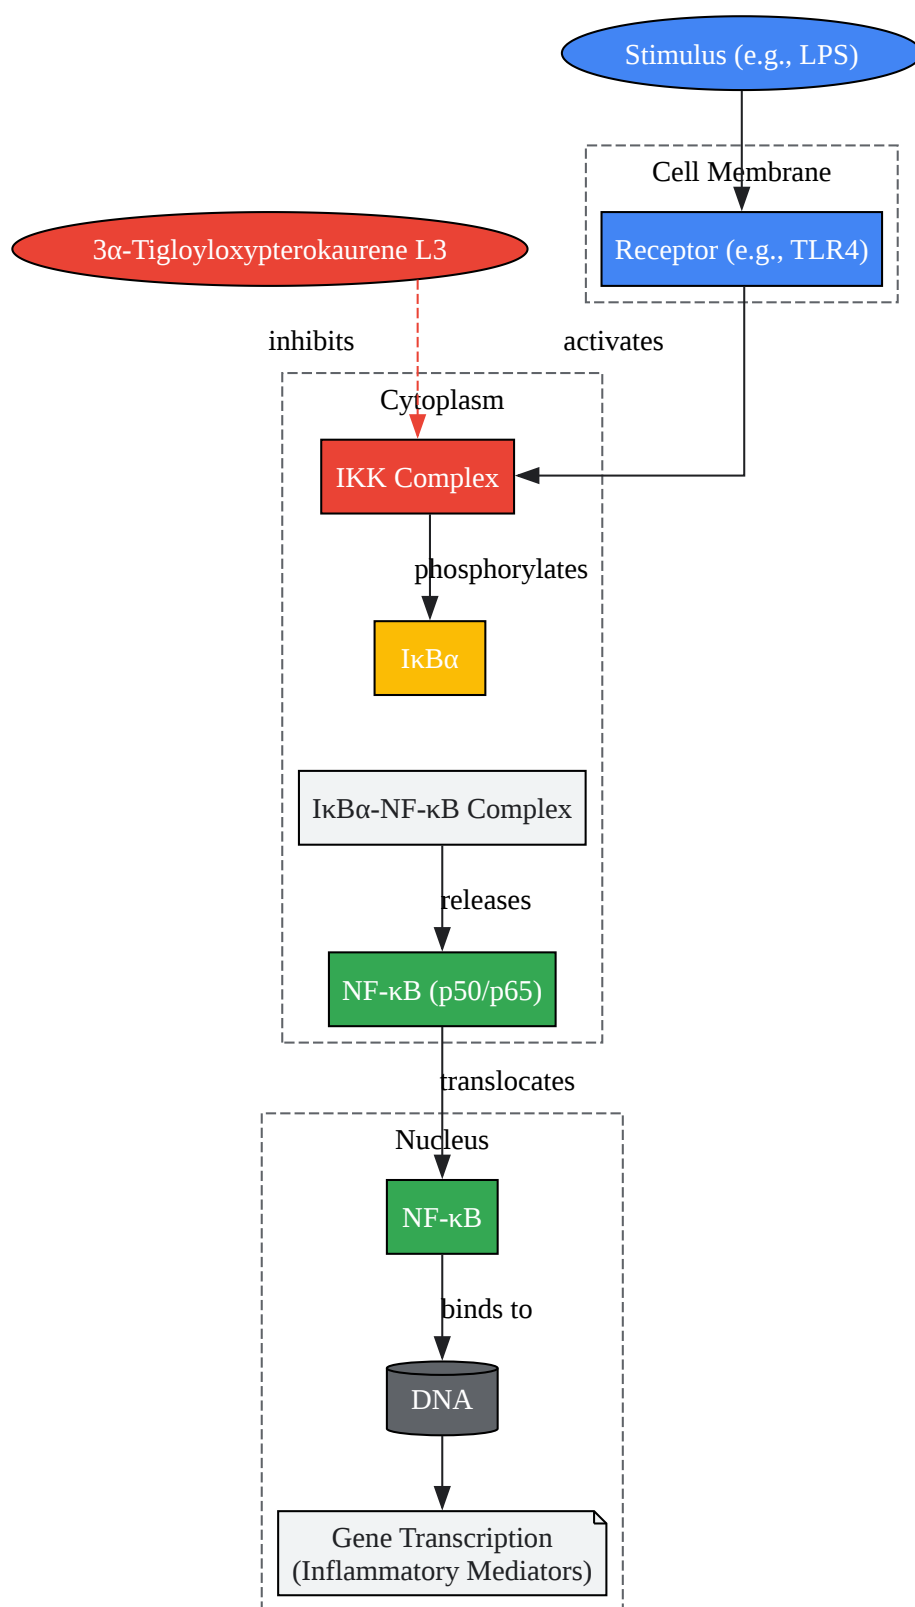 Stimulus (e.g., LPS)
Cell Membrane
Receptor (e.g., TLR4)
3α-Tigloyloxypterokaurene L3
inhibits
activates
Cytoplasm
IKK Complex
phosphorylates
IκBα
IκBα-NF-κB Complex
releases
NF-κB (p50/p65)
translocates
Nucleus
NF-κB
binds to
DNA
Gene Transcription
(Inflammatory Mediators)